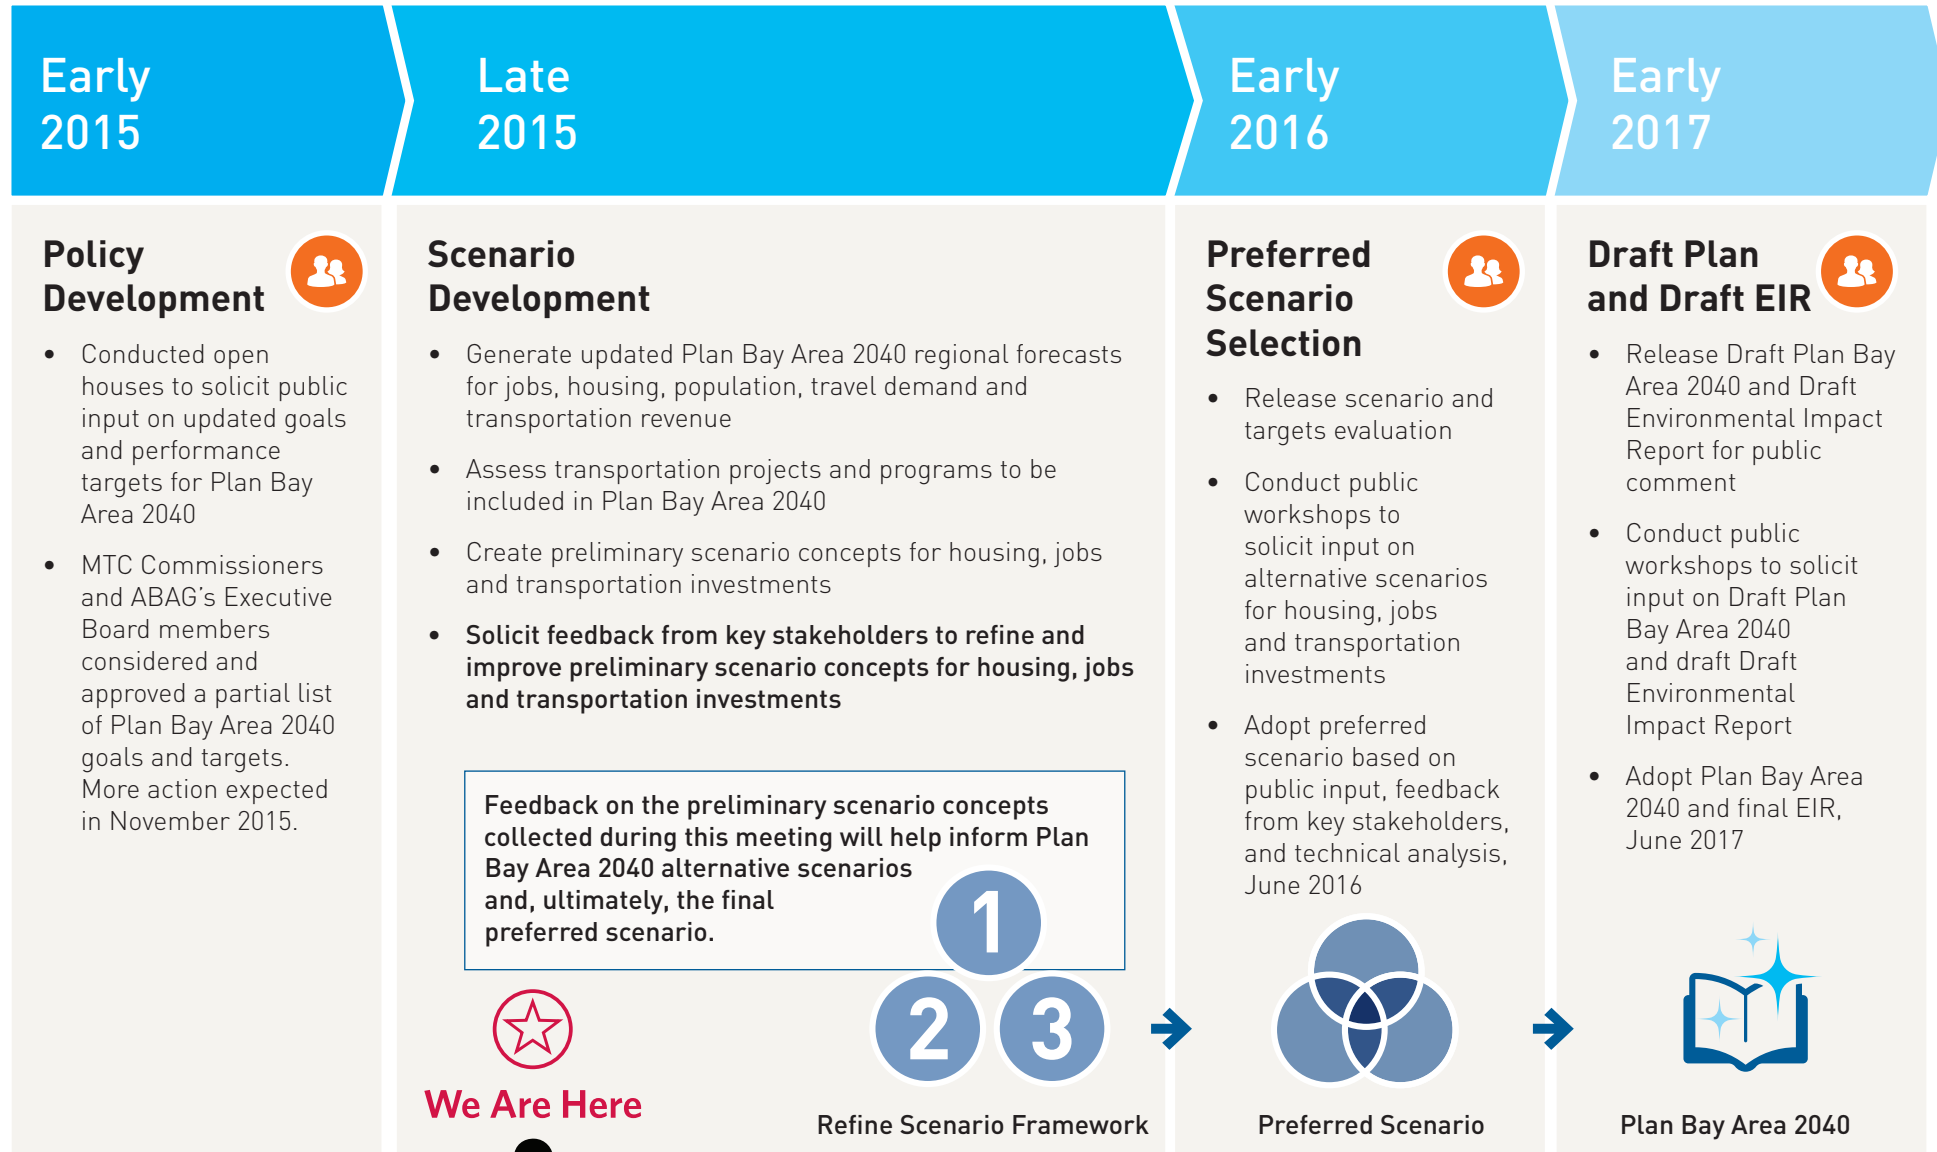 Early
2015
Late
2015
Early
2016
Early
2017
Policy
Development
• Conducted open
houses to solicit public
input on updated goals
and performance
targets for Plan Bay
Area 2040
• MTC Commissioners
and ABAG’s Executive
Board members
considered and
approved a partial list
of Plan Bay Area 2040
goals and targets.
More action expected
in November 2015.
Scenario
Development
• Generate updated Plan Bay Area 2040 regional forecasts
for jobs, housing, population, travel demand and
transportation revenue
• Assess transportation projects and programs to be
included in Plan Bay Area 2040
• Create preliminary scenario concepts for housing, jobs
and transportation investments
• Solicit feedback from key stakeholders to refine and
improve preliminary scenario concepts for housing, jobs
and transportation investments
Feedback on the preliminary scenario concepts
collected during this meeting will help inform Plan
Bay Area 2040 alternative scenarios
and, ultimately, the final
preferred scenario.
1
2
3
We Are Here
Refine Scenario Framework
Preferred
Scenario
Selection
• Release scenario and
targets evaluation
• Conduct public
workshops to
solicit input on
alternative scenarios
for housing, jobs
and transportation
investments
• Adopt preferred
scenario based on
public input, feedback
from key stakeholders,
and technical analysis,
June 2016
Preferred Scenario
Draft Plan
and Draft EIR
• Release Draft Plan Bay
Area 2040 and Draft
Environmental Impact
Report for public
comment
• Conduct public
workshops to solicit
input on Draft Plan
Bay Area 2040
and draft Draft
Environmental
Impact Report
• Adopt Plan Bay Area
2040 and final EIR,
June 2017
Plan Bay Area 2040